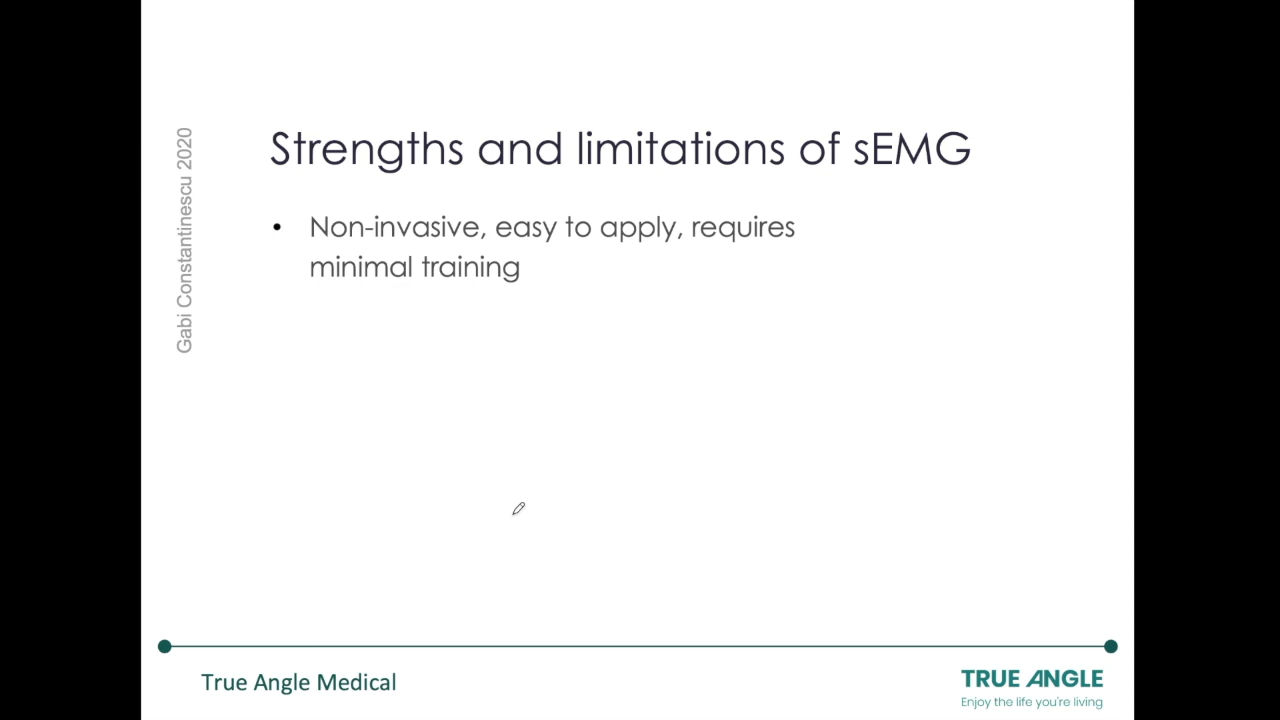 Gabi Constantinescu 2020
Strengths and limitations of sEMG
• Non-invasive, easy to apply, requires
minimal training
True Angle Medical
TRUE ANGLE
Enjoy the life you're living